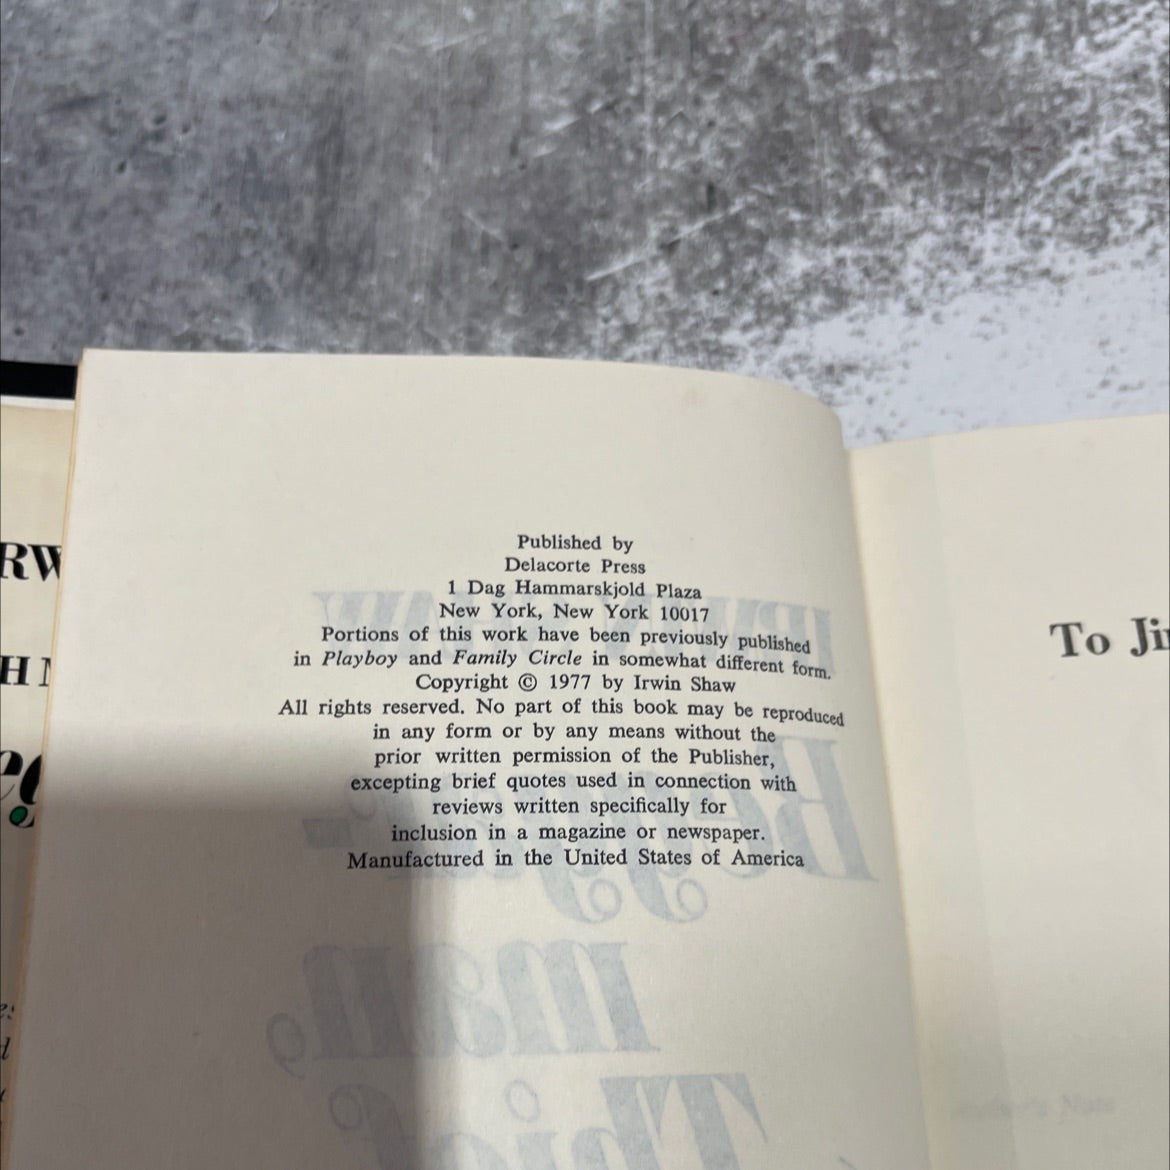 Published by
Delacorte Press
1 Dag Hammarskjold Plaza
New York, New York 10017
Portions of this work have been previously published
in Playboy and Family Circle in somewhat different form.
Copyright © 1977 by Irwin Shaw
All rights reserved. No part of this book may be reproduced
in any form or by any means without the
prior written permission of the Publisher,
excepting brief quotes used in connection with
reviews written specifically for
inclusion in a magazine or newspaper.
Manufactured in the United States of America
To Ji